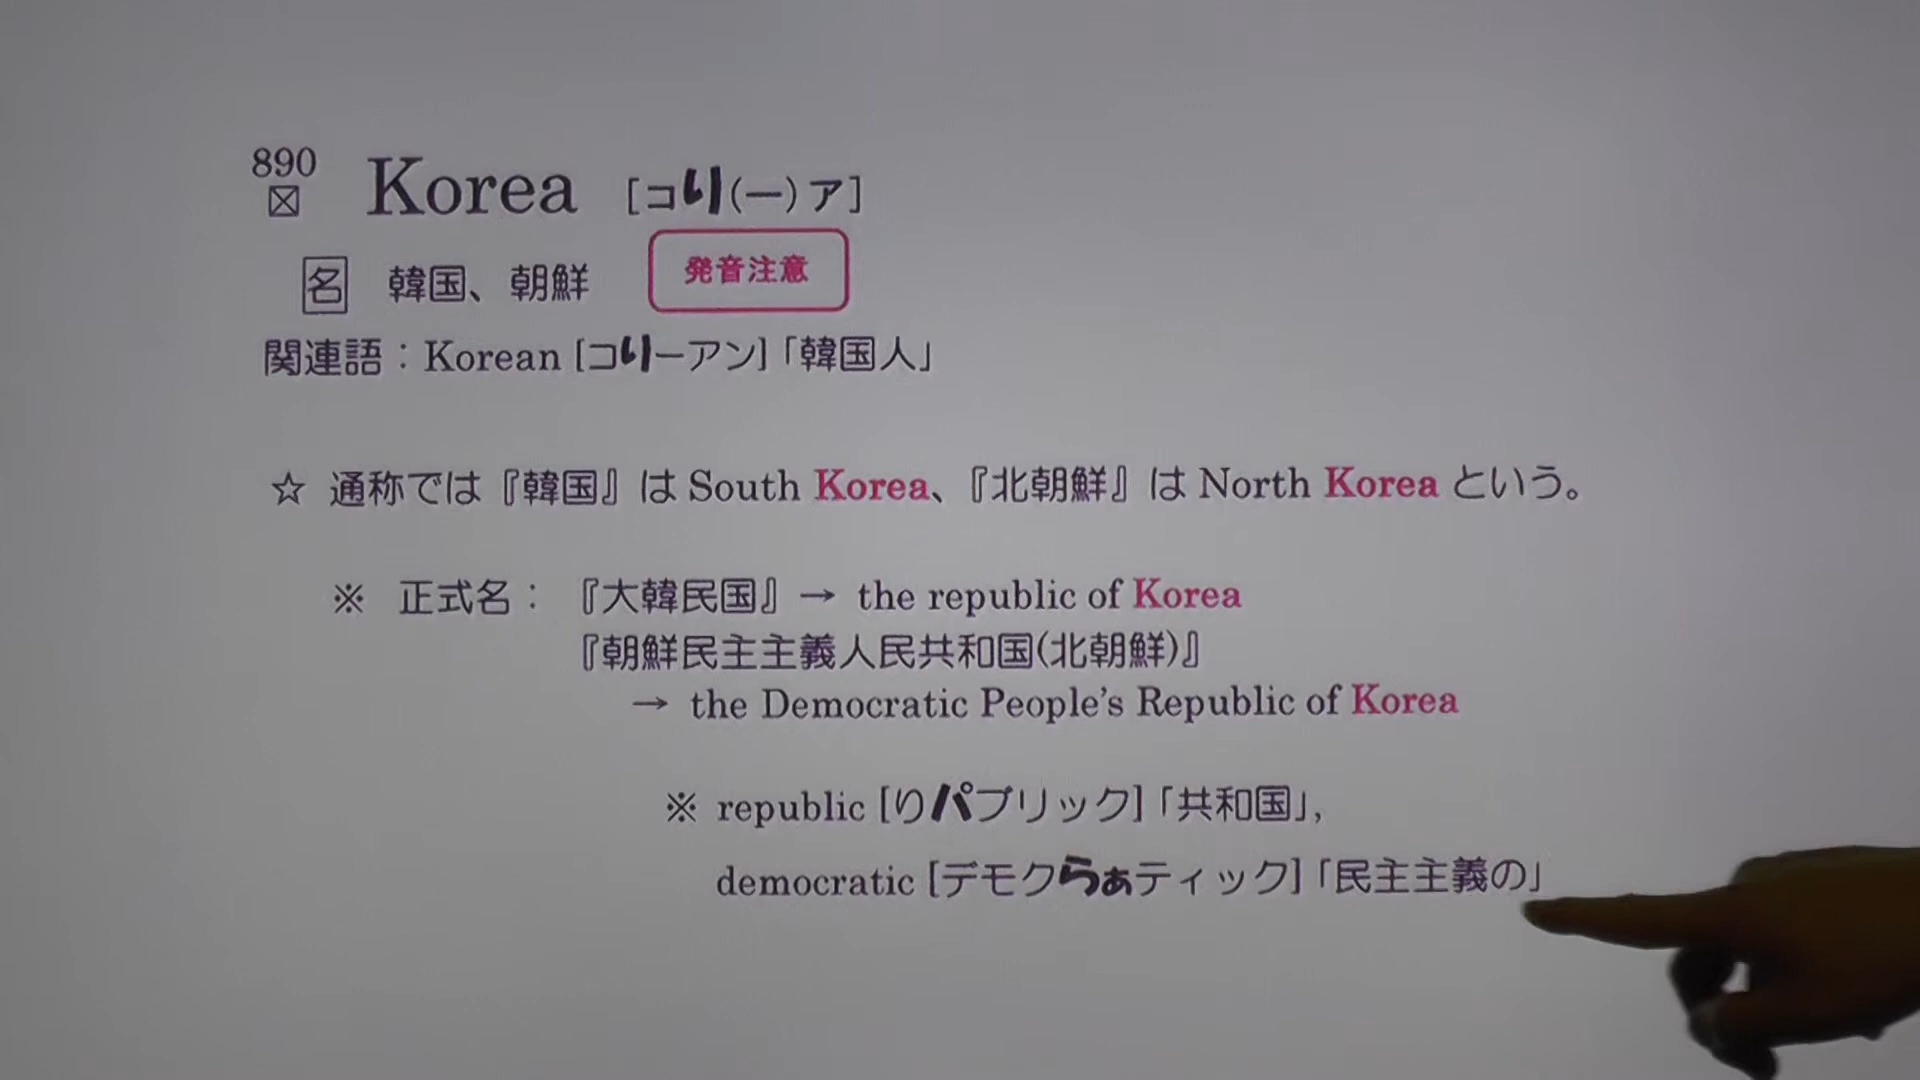 890
☒ Korea [コり(ー)ア]
名 韓国、朝鮮 発音注意
関連語：Korean [コりーアン]「韓国人」
☆ 通称では『韓国』は South Korea、『北朝鮮』は North Korea という。
※ 正式名： 『大韓民国』→ the republic of Korea
『朝鮮民主主義人民共和国(北朝鮮)』
→ the Democratic People's Republic of Korea
※ republic [りパブリック]「共和国」,
democratic [デモクらぁティック]「民主主義の」